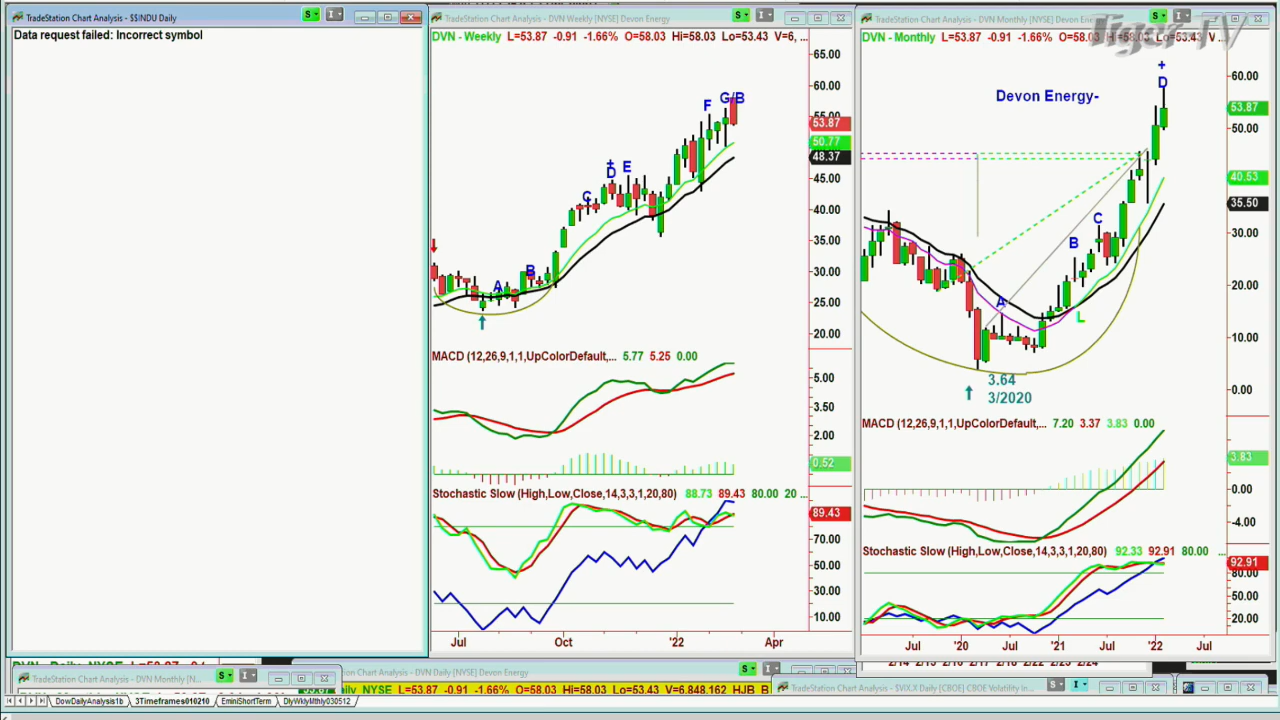 TradeStation Chart Analysis - $$INDU Daily
Data request failed: Incorrect symbol
TradeStation Chart Analysis - DVN Weekly [NYSE] Devon Energy
DVN - Weekly L=53.87 -0.91 -1.66% O=58.03 Hi=58.03 Lo=53.43 V=6, ...
65.00
60.00
55.00
53.87
50.77
48.37
45.00
40.00
35.00
30.00
25.00
20.00
A
B
C
D
E
F
G/B
MACD (12,26,9,1,1,UpColorDefault,... 5.77 5.25 0.00
5.00
3.50
2.00
0.52
Stochastic Slow (High,Low,Close,14,3,3,1,20,80) 88.73 89.43 80.00 20 ...
89.43
70.00
50.00
30.00
10.00
Jul Oct '22 Apr
TradeStation Chart Analysis - DVN Monthly [NYSE] Devon Energy
Tiger TV
DVN - Monthly L=53.87 -0.91 -1.66% O=58.03 Hi=58.03 Lo=53.43 V...
Devon Energy-
+
D
60.00
53.87
50.00
40.53
35.50
30.00
20.00
10.00
0.00
A
B
C
L
3.64
3/2020
MACD (12,26,9,1,1,UpColorDefault,... 7.20 3.37 3.83 0.00
3.83
0.00
-4.00
Stochastic Slow (High,Low,Close,14,3,3,1,20,80) 92.33 92.91 80.00 ...
92.91
80.00
50.00
20.00
Jul '20 Jul '21 Jul '22 Jul
TradeStation Chart Analysis - DVN Monthly [N...
TradeStation Chart Analysis - DVN Daily [NYSE] Devon Energy
NYSE L=53.87 -0.91 -1.66% O=58.03 Hi=58.03 Lo=53.43 V=6,848,162 HJB B
TradeStation Chart Analysis - $VOLX Daily [CBOE] CBOE Volatility In...
DowDailyAnalysis1b 3Timeframes010210 EminiShortTerm DlyWklyMthly030512